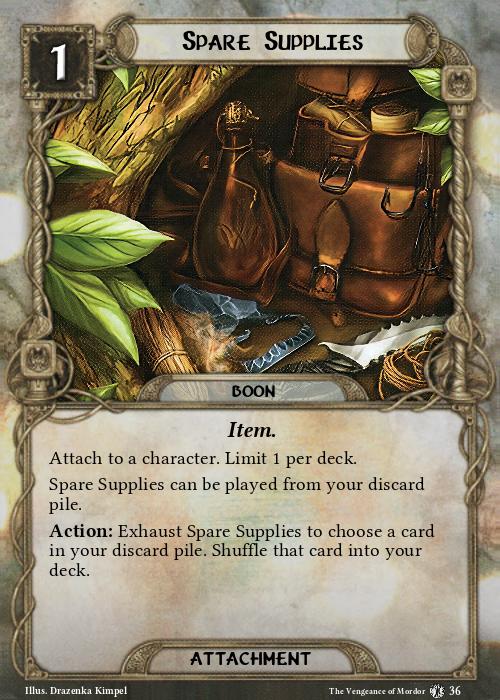 1
Spare Supplies
BOON
Item.
Attach to a character. Limit 1 per deck.
Spare Supplies can be played from your discard
pile.
Action: Exhaust Spare Supplies to choose a card
in your discard pile. Shuffle that card into your
deck.
ATTACHMENT
Illus. Drazenka Kimpel
The Vengeance of Mordor 36